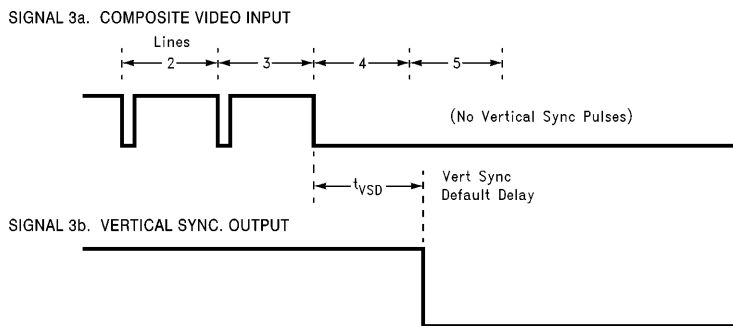 SIGNAL 3a. COMPOSITE VIDEO INPUT
Lines
2 3 4 5
(No Vertical Sync Pulses)
tVSD
Vert Sync
Default Delay
SIGNAL 3b. VERTICAL SYNC. OUTPUT